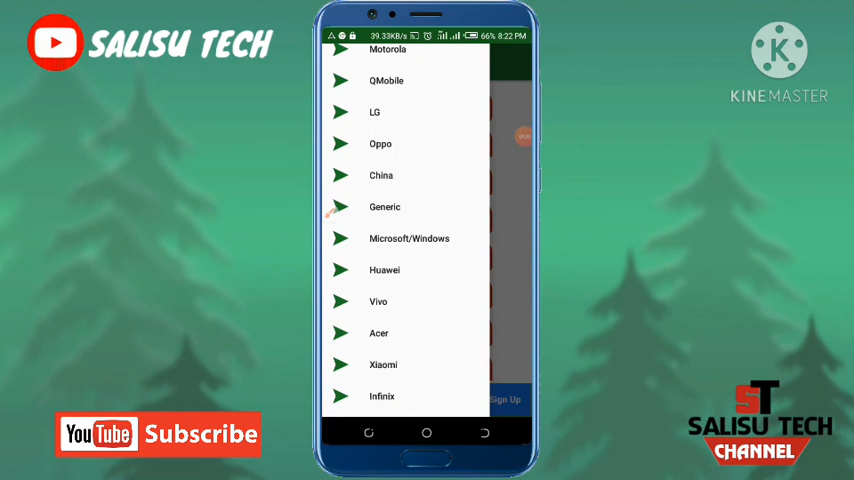 SALISU TECH
39.33KB/s 66% 8:22 PM
Motorola
QMobile
LG
Oppo
China
Generic
Microsoft/Windows
Huawei
Vivo
Acer
Xiaomi
Infinix
Sign Up
K
KINEMASTER
YouTube Subscribe
ST
SALISU TECH
CHANNEL